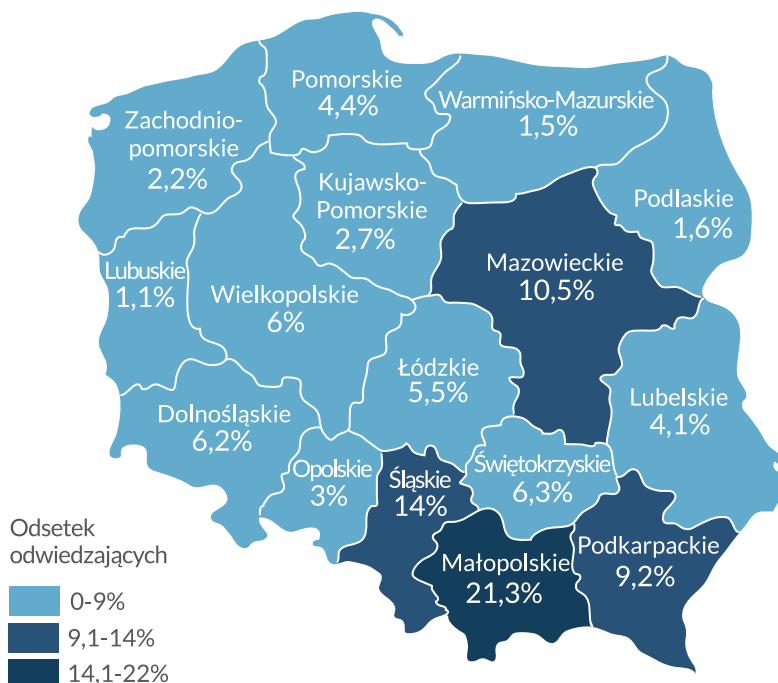 Pomorskie
4,4%
Warmińsko-Mazurskie
1,5%
Zachodnio-
pomorskie
2,2%
Kujawsko-
Pomorskie
2,7%
Podlaskie
1,6%
Lubuskie
1,1%
Wielkopolskie
6%
Mazowieckie
10,5%
Łódzkie
5,5%
Lubelskie
4,1%
Dolnośląskie
6,2%
Opolskie
3%
Śląskie
14%
Świętokrzyskie
6,3%
Małopolskie
21,3%
Podkarpackie
9,2%
Odsetek
odwiedzających
0-9%
9,1-14%
14,1-22%